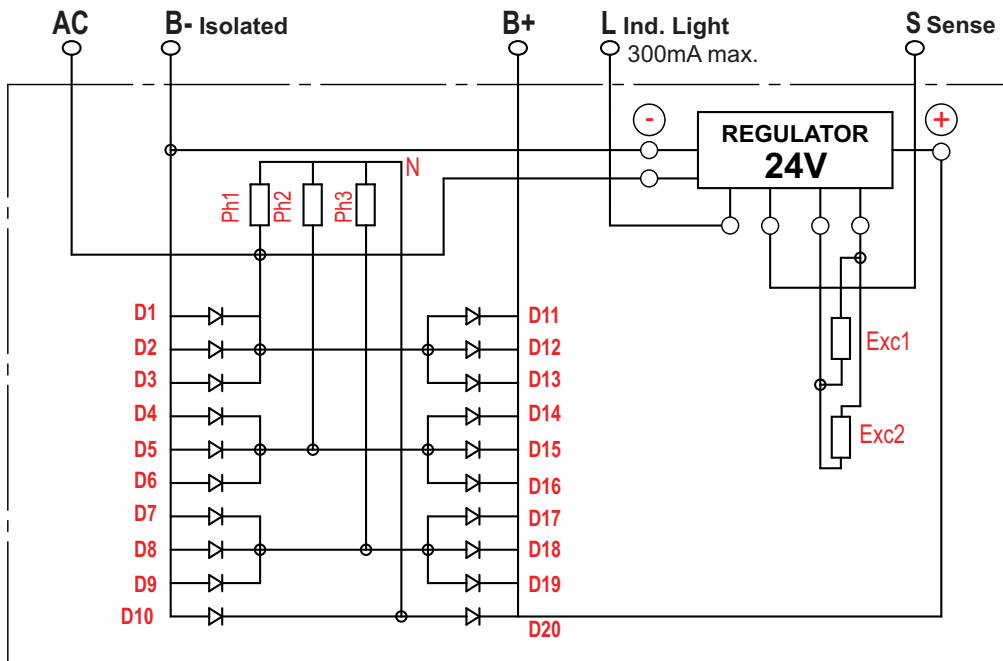 AC
B- Isolated
B+
L Ind. Light
300mA max.
S Sense
-
REGULATOR
24V
+
N
Ph1
Ph2
Ph3
D1
D11
D2
D12
D3
D13
Exc1
D4
D14
Exc2
D5
D15
D6
D16
D7
D17
D8
D18
D9
D19
D10
D20